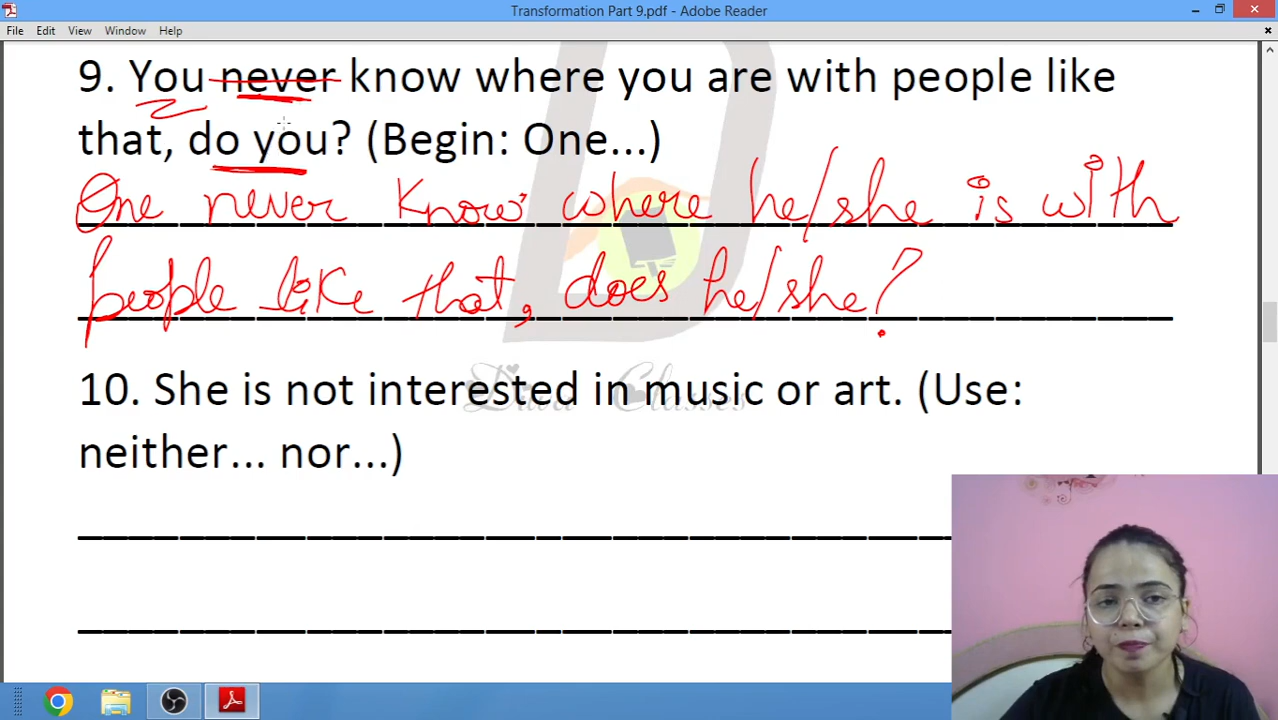 Transformation Part 9.pdf - Adobe Reader
File Edit View Window Help
9. You never know where you are with people like
that, do you? (Begin: One...)
One never know where he/she is with
people like that, does he/she?
Diva Classes
10. She is not interested in music or art. (Use:
neither... nor...)